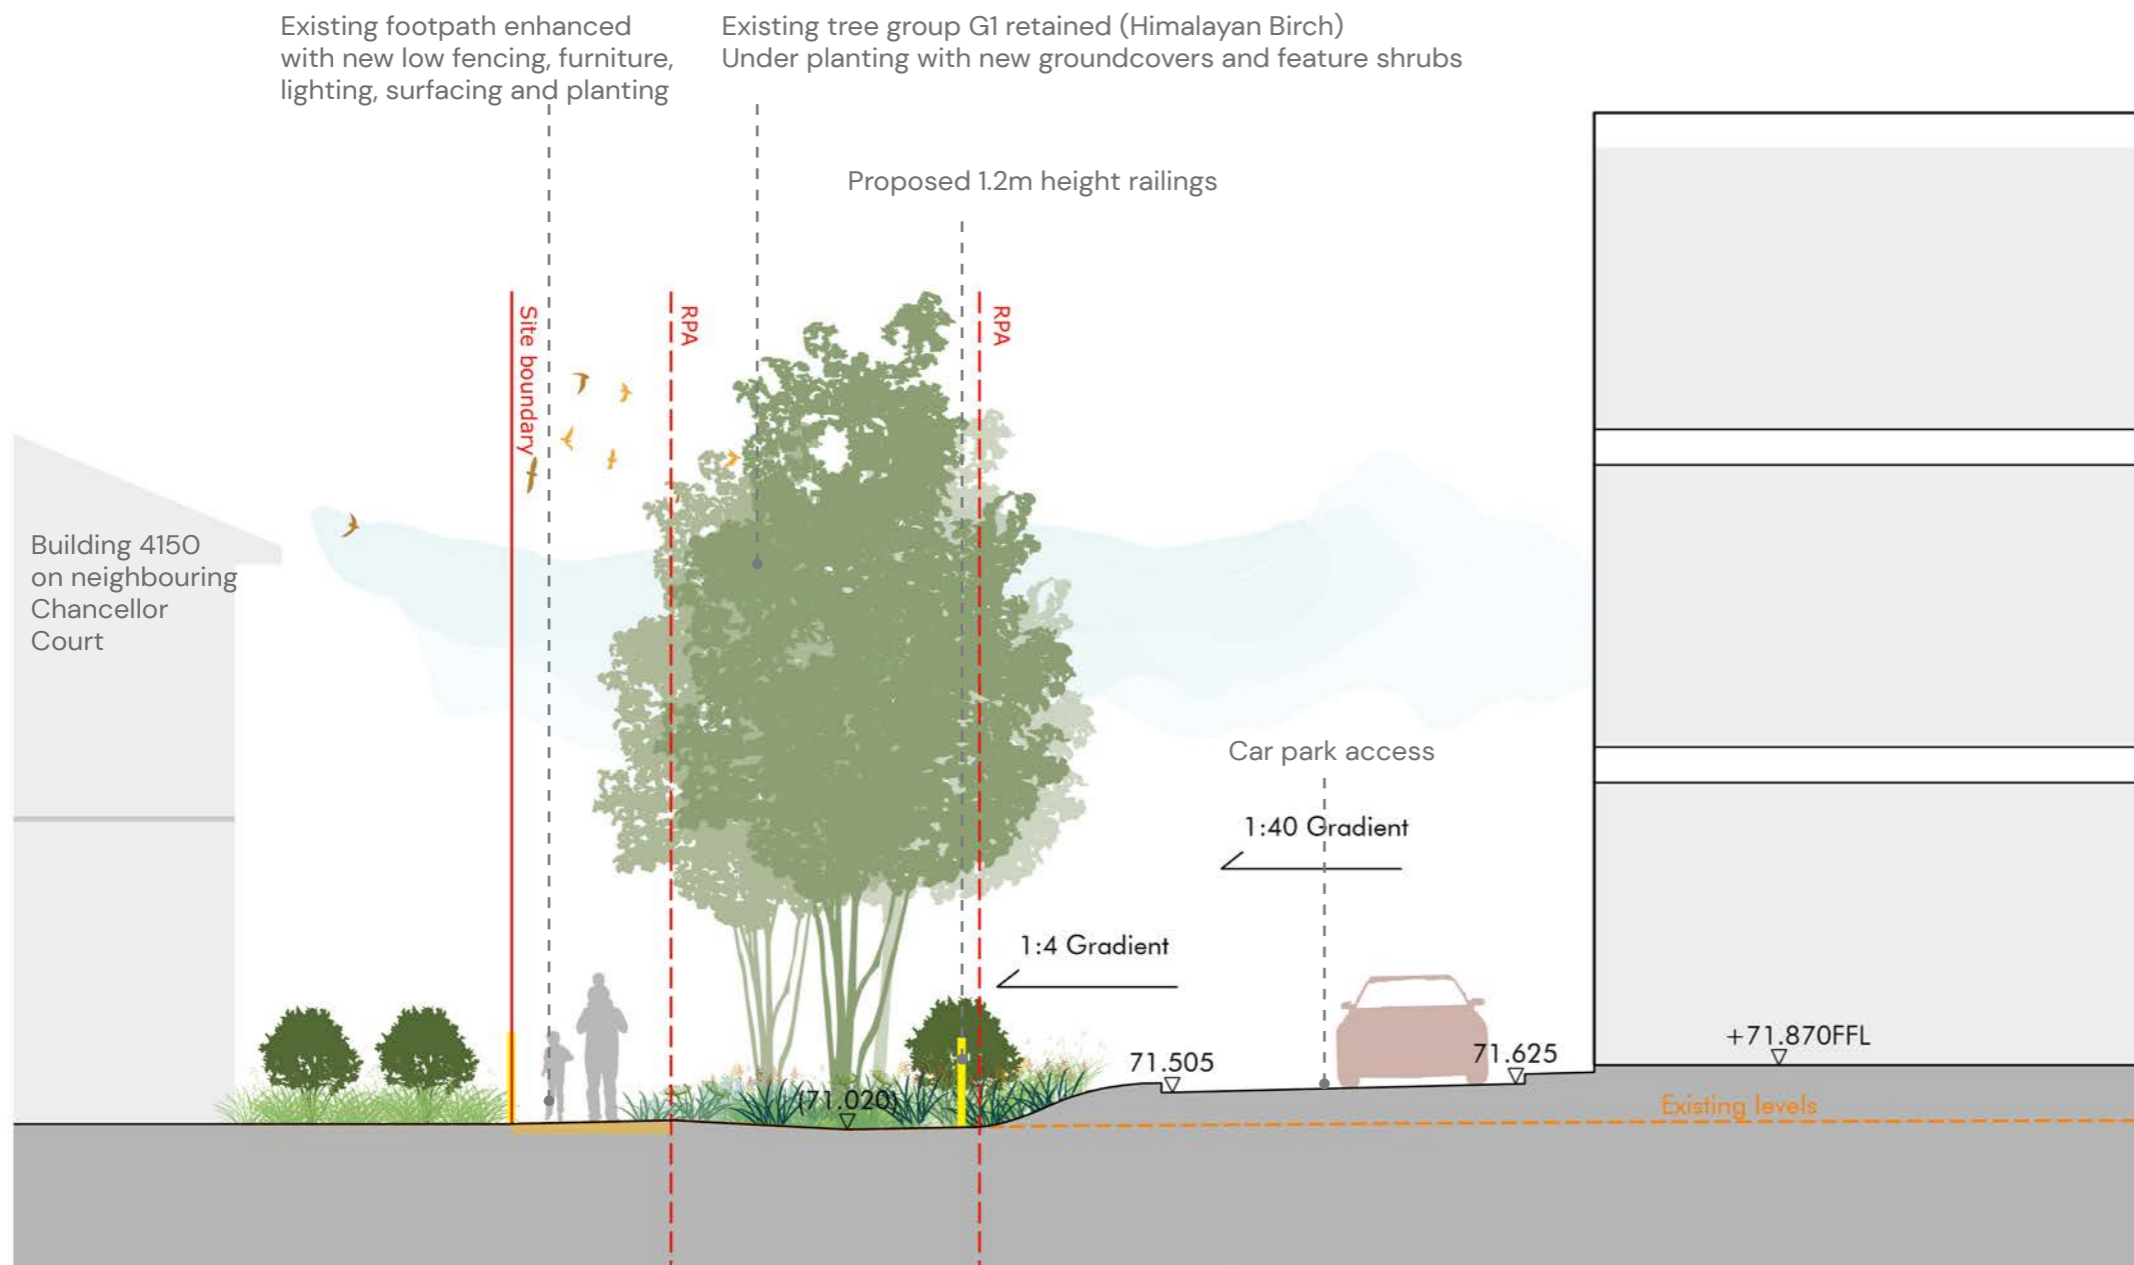 Existing footpath enhanced
with new low fencing, furniture,
lighting, surfacing and planting
Existing tree group G1 retained (Himalayan Birch)
Under planting with new groundcovers and feature shrubs
Proposed 1.2m height railings
Site boundary
RPA
RPA
Building 4150
on neighbouring
Chancellor
Court
Car park access
1:40 Gradient
1:4 Gradient
71.505
71.625
+71.870FFL
(71.020)
Existing levels